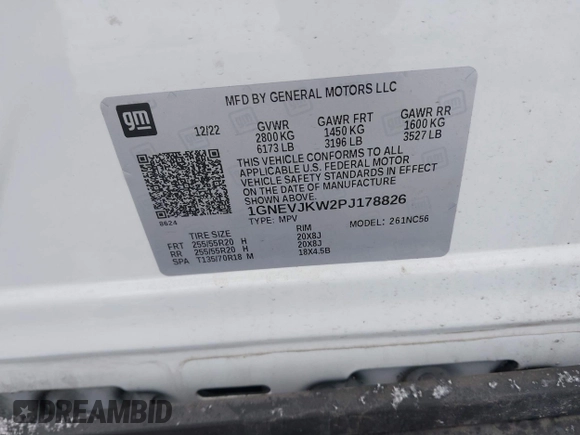 MFD BY GENERAL MOTORS LLC
gm
12/22 GVWR GAWR FRT GAWR RR
2800 KG 1450 KG 1600 KG
6173 LB 3196 LB 3527 LB
THIS VEHICLE CONFORMS TO ALL
APPLICABLE U.S. FEDERAL MOTOR
VEHICLE SAFETY STANDARDS IN EFFECT
ON THE DATE OF MANUFACTURE
SHOWN ABOVE.
1GNEVJKW2PJ178826
9624 TYPE: MPV MODEL: 261NC56
TIRE SIZE RIM
FRT 255/55R20 H 20X8J
RR 255/55R20 H 20X8J
SPA T135/70R18 M 18X4.5B
DREAMBID